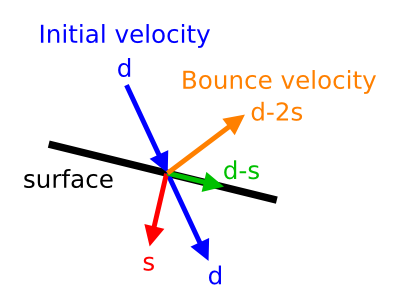 Initial velocity
d
Bounce velocity
d-2s
d-s
surface
s
d